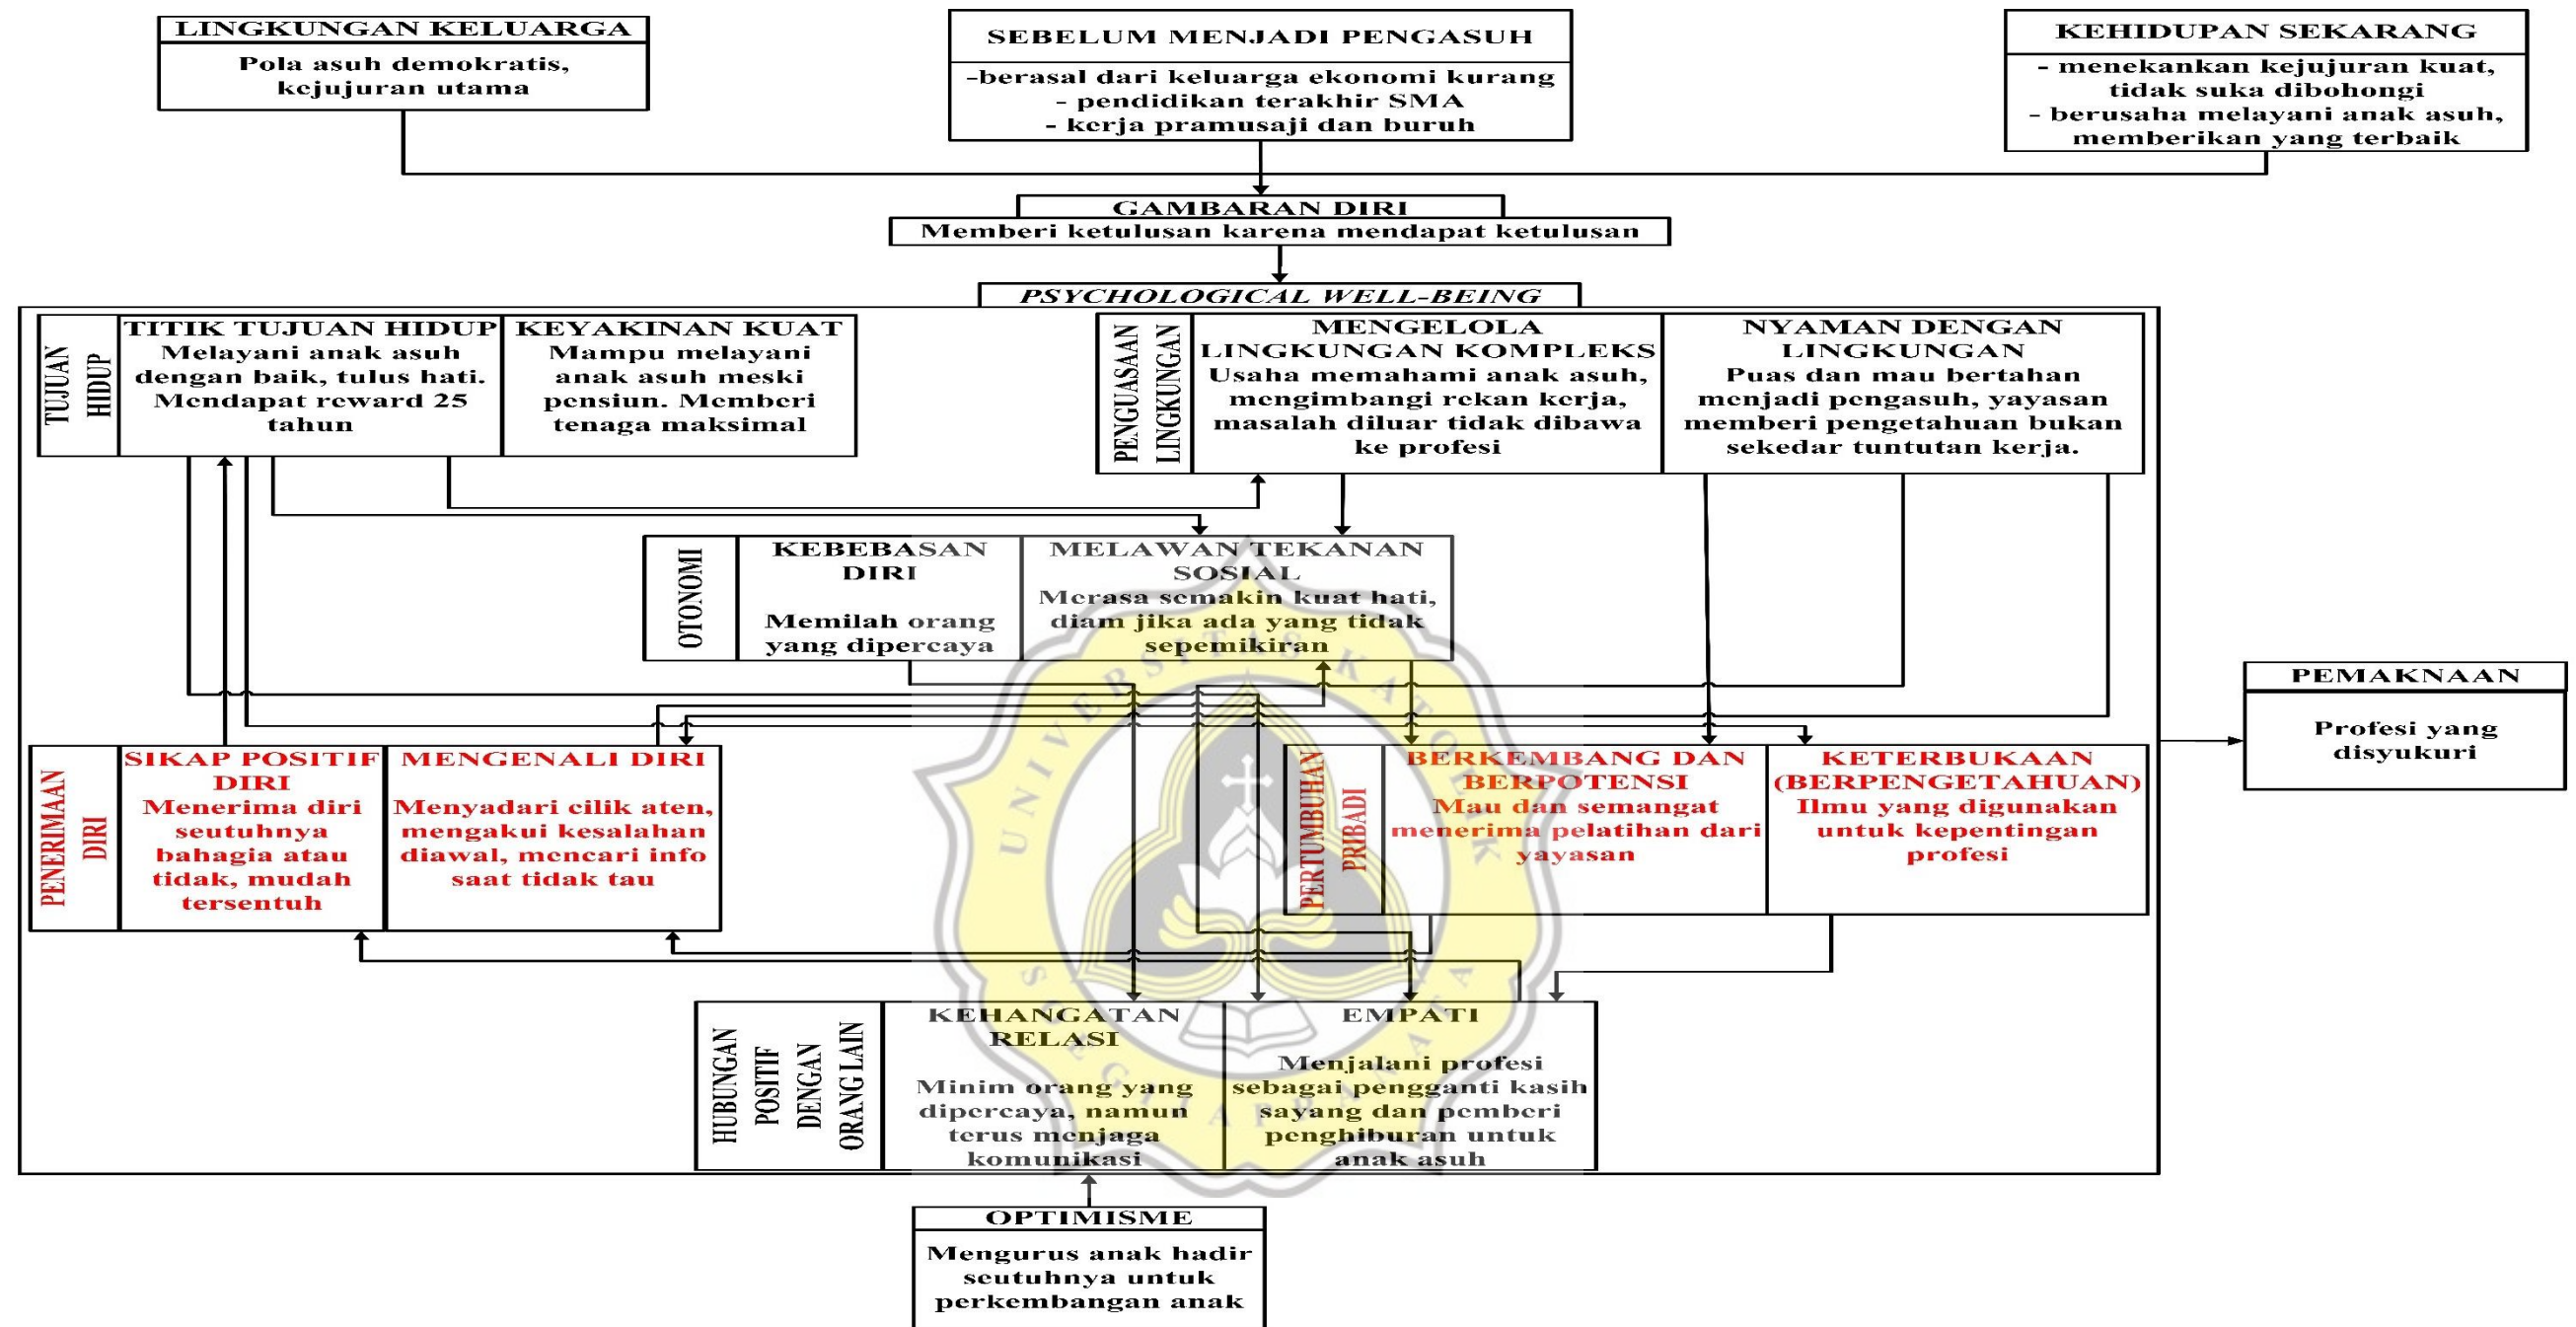 LINGKUNGAN KELUARGA
Pola asuh demokratis,
kejujuran utama
SEBELUM MENJADI PENGASUH
-berasal dari keluarga ekonomi kurang
- pendidikan terakhir SMA
- kerja pramusaji dan buruh
KEHIDUPAN SEKARANG
- menekankan kejujuran kuat,
tidak suka dibohongi
- berusaha melayani anak asuh,
memberikan yang terbaik
GAMBARAN DIRI
Memberi ketulusan karena mendapat ketulusan
PSYCHOLOGICAL WELL-BEING
TUJUAN
HIDUP
TITIK TUJUAN HIDUP
Melayani anak asuh
dengan baik, tulus hati.
Mendapat reward 25
tahun
KEYAKINAN KUAT
Mampu melayani
anak asuh meski
pensiun. Memberi
tenaga maksimal
PENGUASAAN
LINGKUNGAN
MENGELOLA
LINGKUNGAN KOMPLEKS
Usaha memahami anak asuh,
mengimbangi rekan kerja,
masalah diluar tidak dibawa
ke profesi
NYAMAN DENGAN
LINGKUNGAN
Puas dan mau bertahan
menjadi pengasuh, yayasan
memberi pengetahuan bukan
sekedar tuntutan kerja.
OTONOMI
KEBEBASAN
DIRI
Memilah orang
yang dipercaya
MELAWAN TEKANAN
SOSIAL
Merasa semakin kuat hati,
diam jika ada yang tidak
sepemikiran
PENERIMAAN
DIRI
SIKAP POSITIF
DIRI
Menerima diri
seutuhnya
bahagia atau
tidak, mudah
tersentuh
MENGENALI DIRI
Menyadari cilik aten,
mengakui kesalahan
diawal, mencari info
saat tidak tau
PERTUMBUHAN
PRIBADI
BERKEMBANG DAN
BERPOTENSI
Mau dan semangat
menerima pelatihan dari
yayasan
KETERBUKAAN
(BERPENGETAHUAN)
Ilmu yang digunakan
untuk kepentingan
profesi
PEMAKNAAN
Profesi yang
disyukuri
HUBUNGAN
POSITIF
DENGAN
ORANG LAIN
KEHANGATAN
RELASI
Minim orang yang
dipercaya, namun
terus menjaga
komunikasi
EMPATI
Menjalani profesi
sebagai pengganti kasih
sayang dan pemberi
penghiburan untuk
anak asuh
OPTIMISME
Mengurus anak hadir
seutuhnya untuk
perkembangan anak
UNIVERSITAS KATOLIK
SOEGIJAPRANATA